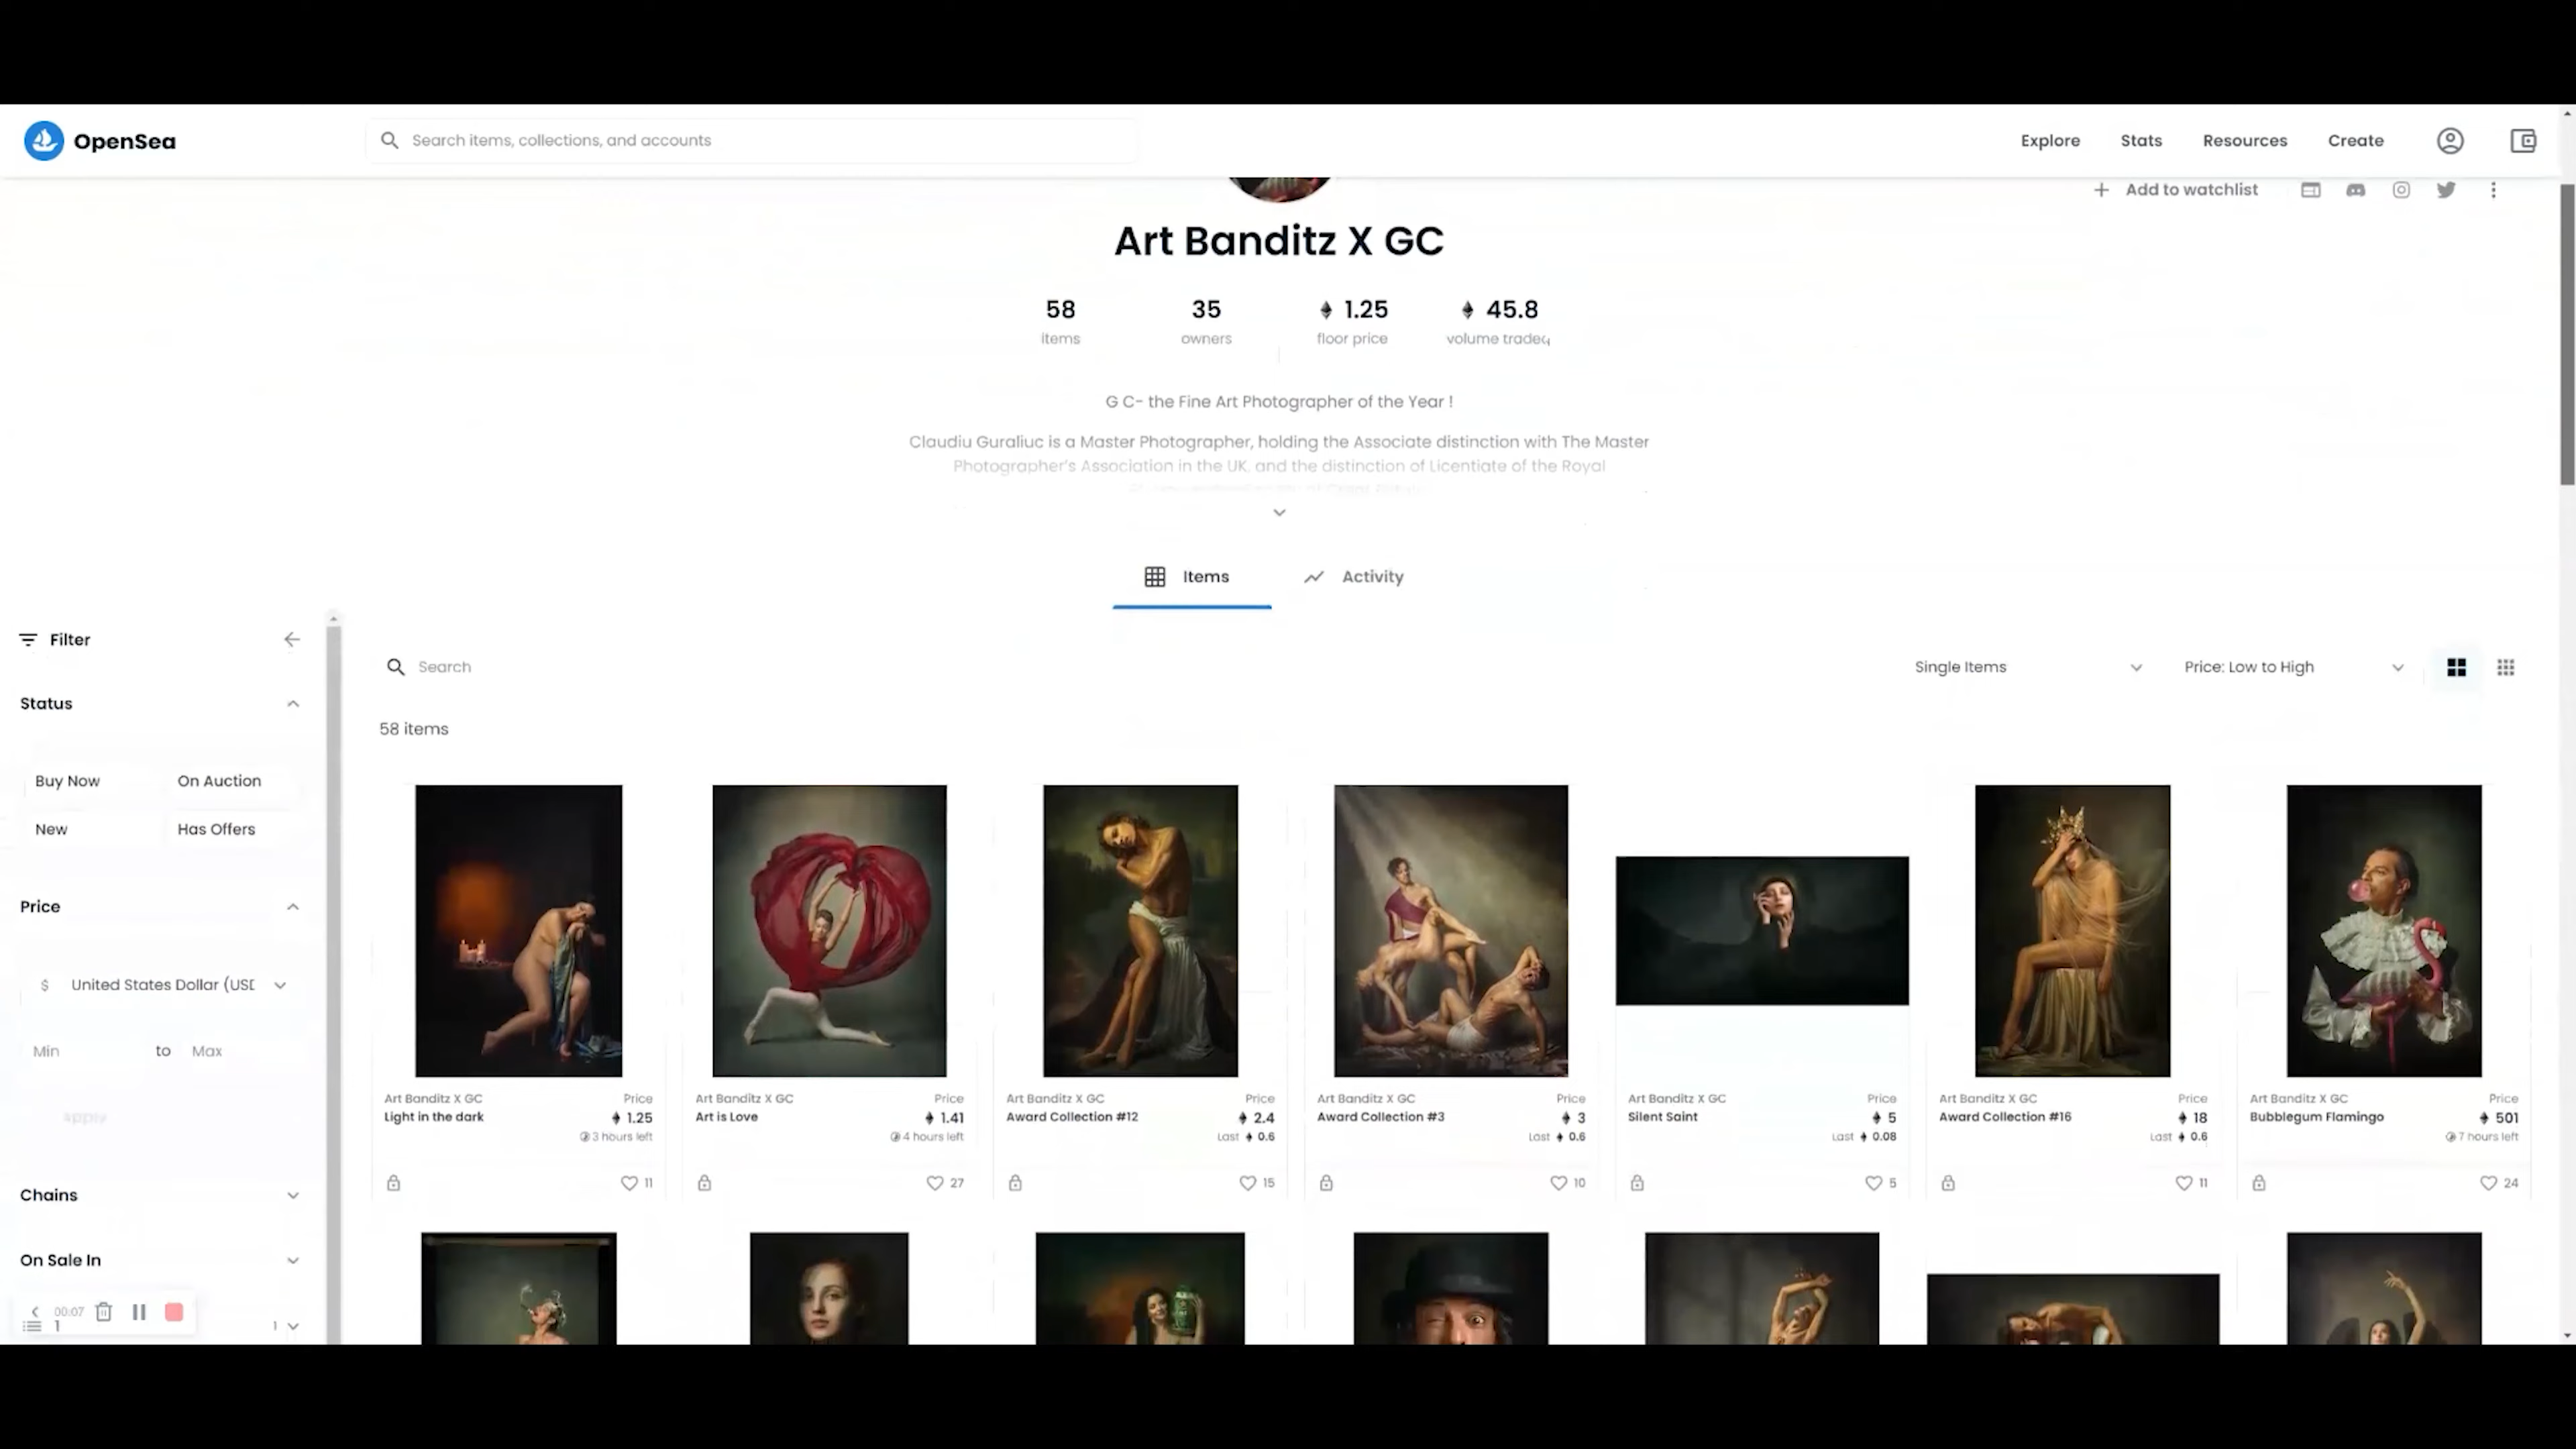 OpenSea
Search items, collections, and accounts
Explore Stats Resources Create
Add to watchlist
Art Banditz X GC
58 35 1.25 45.8
items owners floor price volume traded
G C- the Fine Art Photographer of the Year !
Claudiu Guraliuc is a Master Photographer, holding the Associate distinction with The Master
Photographer's Association in the UK, and the distinction of Licentiate of the Royal
Items Activity
Filter
Search Single Items Price: Low to High
Status
58 items
Buy Now On Auction
New Has Offers
Price
$ United States Dollar (USD
Min to Max
Apply
Chains
On Sale In
00:07
1 1
Art Banditz X GC Price
Light in the dark 1.25
3 hours left
11
Art Banditz X GC Price
Art is Love 1.41
4 hours left
27
Art Banditz X GC Price
Award Collection #12 2.4
Last 0.6
15
Art Banditz X GC Price
Award Collection #3 3
Last 0.6
10
Art Banditz X GC Price
Silent Saint 5
Last 0.08
5
Art Banditz X GC Price
Award Collection #16 18
Last 0.6
11
Art Banditz X GC Price
Bubblegum Flamingo 501
7 hours left
24